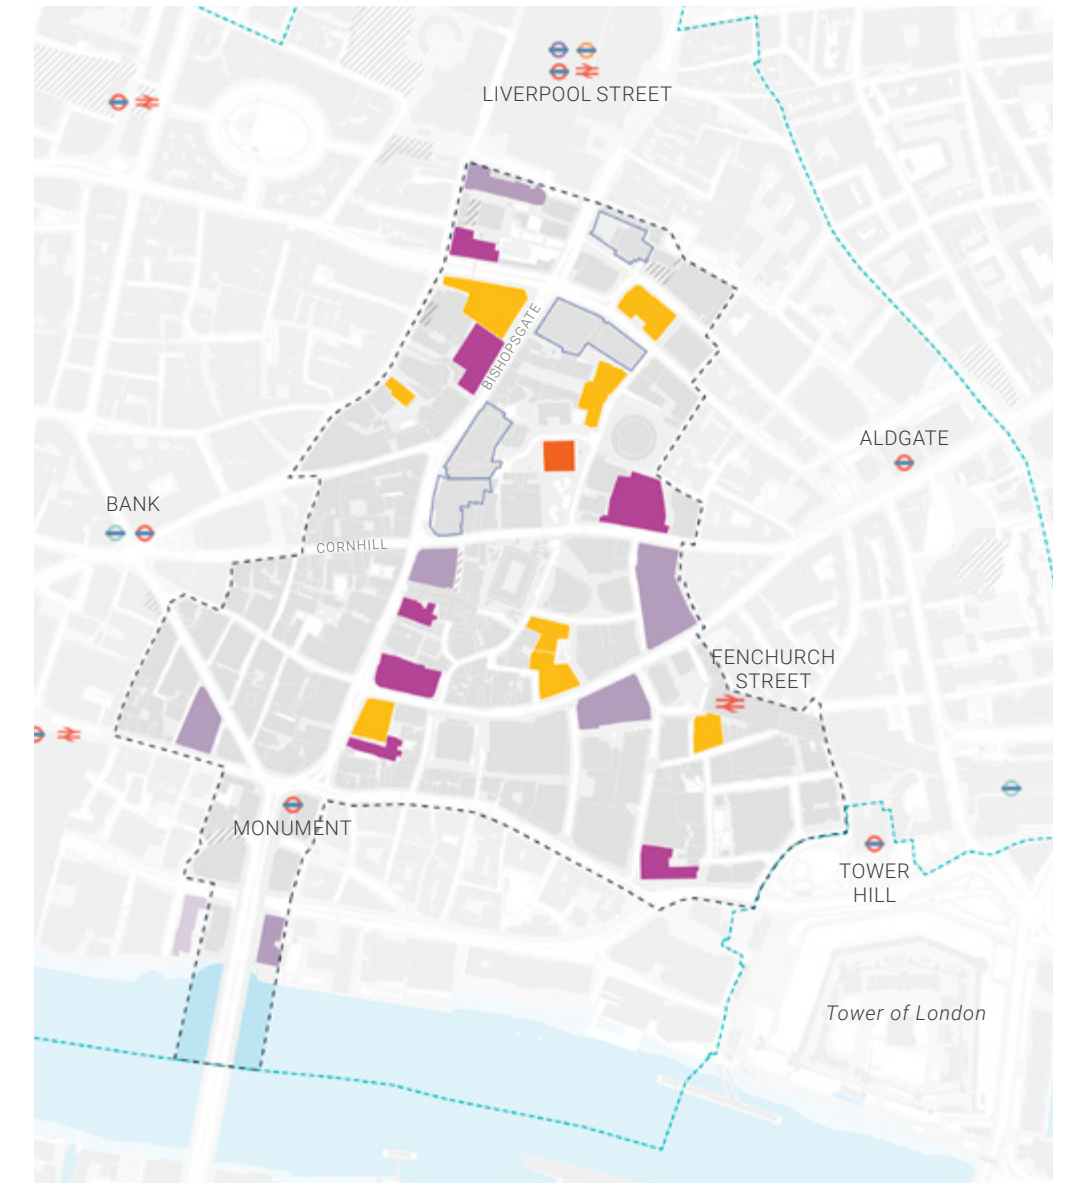 LIVERPOOL STREET
BISHOPSGATE
ALDGATE
BANK
CORNHILL
FENCHURCH
STREET
MONUMENT
TOWER
HILL
Tower of London